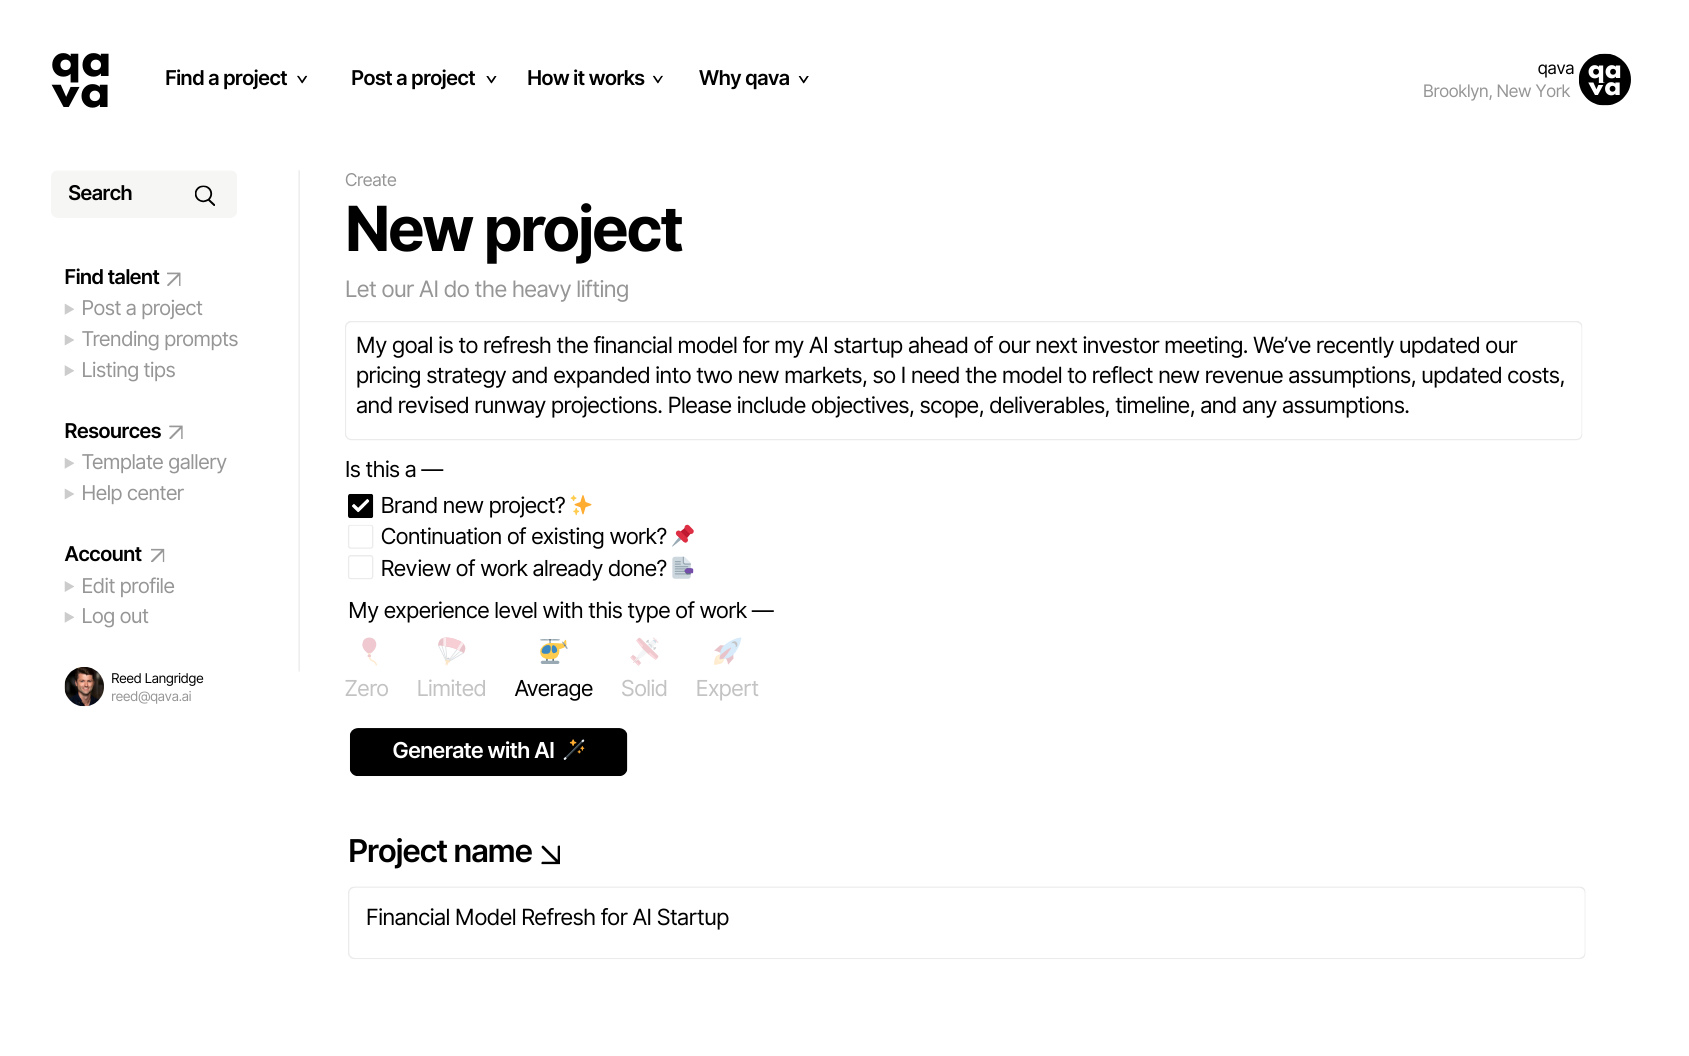 qa
va
Find a project
Post a project
How it works
Why qava
qava
Brooklyn, New York
qa
va
Search
Find talent
Post a project
Trending prompts
Listing tips
Resources
Template gallery
Help center
Account
Edit profile
Log out
Reed Langridge
reed@qava.ai
Create
New project
Let our AI do the heavy lifting
My goal is to refresh the financial model for my AI startup ahead of our next investor meeting. We’ve recently updated our
pricing strategy and expanded into two new markets, so I need the model to reflect new revenue assumptions, updated costs,
and revised runway projections. Please include objectives, scope, deliverables, timeline, and any assumptions.
Is this a —
Brand new project? ✨
Continuation of existing work? 📌
Review of work already done?
My experience level with this type of work —
Zero
Limited
Average
Solid
Expert
Generate with AI
Project name
Financial Model Refresh for AI Startup